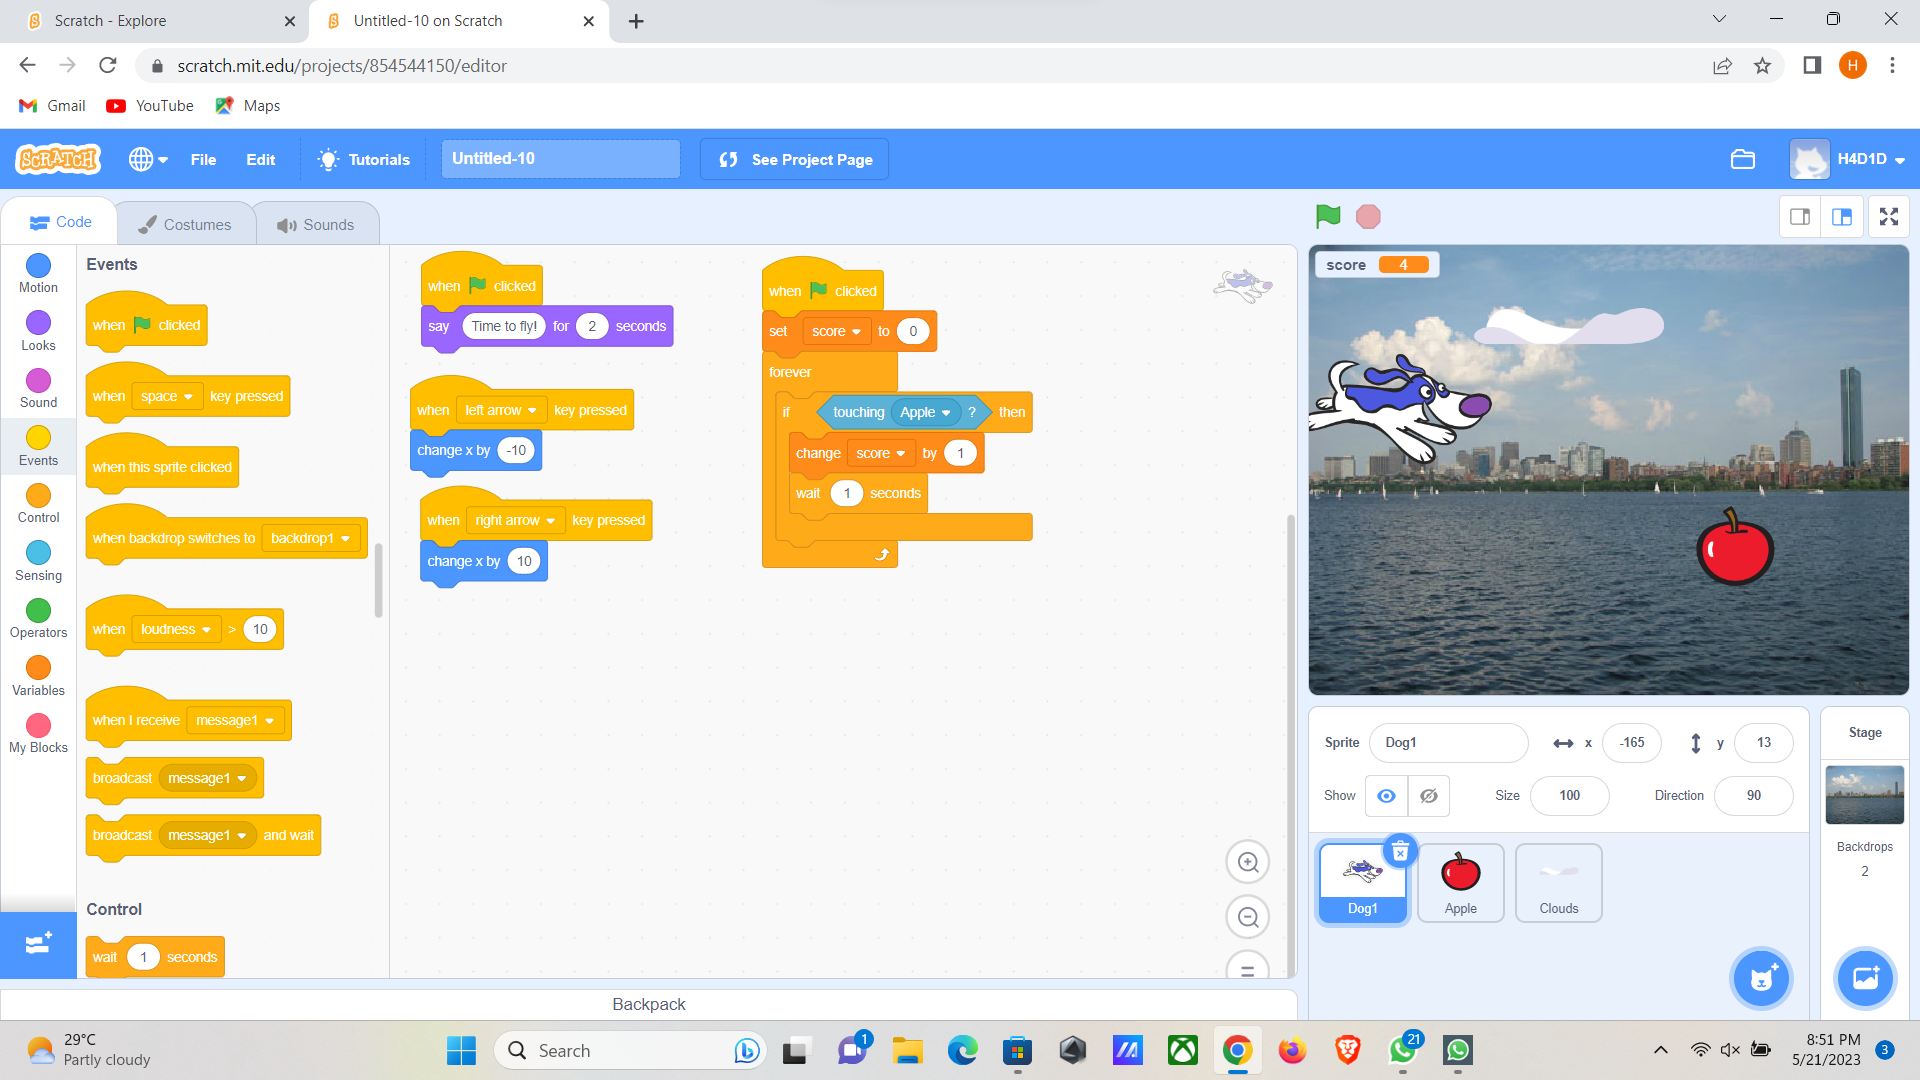 Scratch - Explore
Untitled-10 on Scratch
scratch.mit.edu/projects/854544150/editor
H
Gmail
YouTube
Maps
SCRATCH
File
Edit
Tutorials
Untitled-10
See Project Page
H4D1D
Code
Costumes
Sounds
Motion
Looks
Sound
Events
Control
Sensing
Operators
Variables
My Blocks
Events
when clicked
when space key pressed
when this sprite clicked
when backdrop switches to backdrop1
when loudness > 10
when I receive message1
broadcast message1
broadcast message1 and wait
Control
wait 1 seconds
when clicked
say Time to fly! for 2 seconds
when left arrow key pressed
change x by -10
when right arrow key pressed
change x by 10
when clicked
set score to 0
forever
if touching Apple ? then
change score by 1
wait 1 seconds
score 4
Sprite Dog1 x -165 y 13
Show Size 100 Direction 90
Dog1
Apple
Clouds
Stage
Backdrops
2
Backpack
29°C
Partly cloudy
Search
1
21
8:51 PM
5/21/2023
3